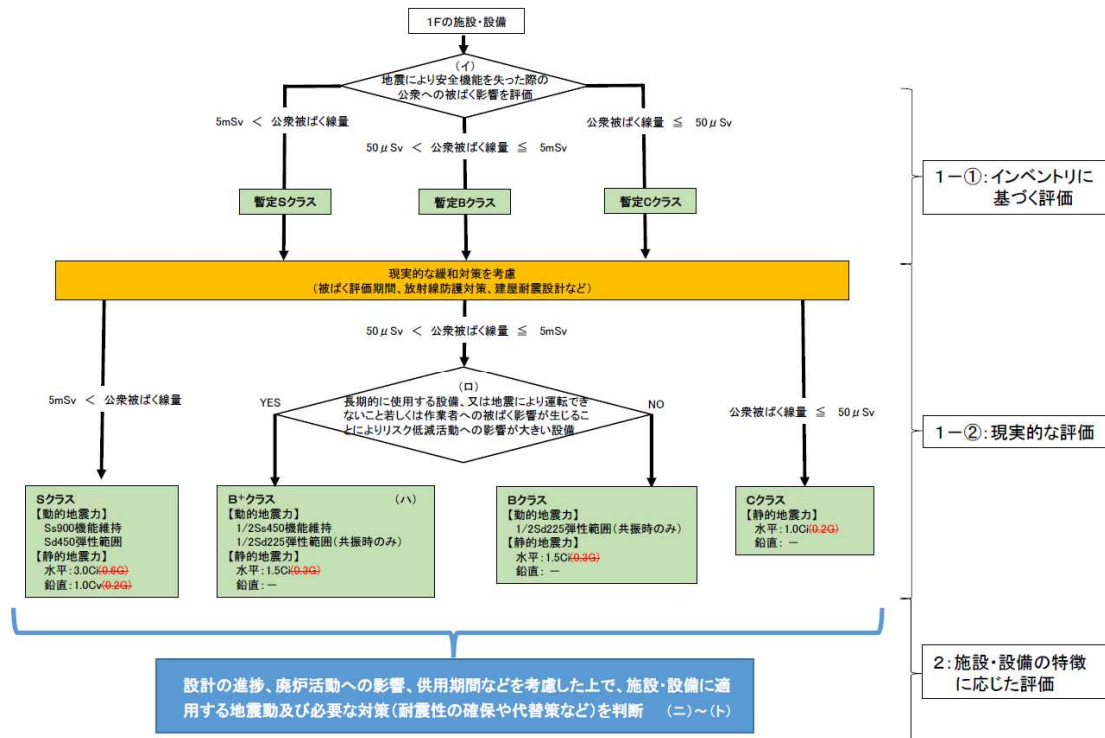 1Fの施設・設備
(イ)
地震により安全機能を失った際の
公衆への被ばく影響を評価
5mSv < 公衆被ばく線量
50μSv < 公衆被ばく線量 ≦ 5mSv
公衆被ばく線量 ≦ 50μSv
暫定Sクラス
暫定Bクラス
暫定Cクラス
1-①:インベントリに
基づく評価
現実的な緩和対策を考慮
(被ばく評価期間、放射線防護対策、建屋耐震設計など)
50μSv < 公衆被ばく線量 ≦ 5mSv
5mSv < 公衆被ばく線量
YES
(ロ)
長期的に使用する設備、又は地震により運転でき
ないこと若しくは作業者への被ばく影響が生じるこ
とによりリスク低減活動への影響が大きい設備
NO
公衆被ばく線量 ≦ 50μSv
1-②:現実的な評価
Sクラス
【動的地震力】
Ss900機能維持
Sd450弾性範囲
【静的地震力】
水平:3.0Ci(0.6G)
鉛直:1.0Cv(0.2G)
B+クラス (ハ)
【動的地震力】
1/2Ss450機能維持
1/2Sd225弾性範囲(共振時のみ)
【静的地震力】
水平:1.5Ci(0.3G)
鉛直:-
Bクラス
【動的地震力】
1/2Sd225弾性範囲(共振時のみ)
【静的地震力】
水平:1.5Ci(0.3G)
鉛直:-
Cクラス
【静的地震力】
水平:1.0Ci(0.2G)
鉛直:-
設計の進捗、廃炉活動への影響、供用期間などを考慮した上で、施設・設備に適
用する地震動及び必要な対策(耐震性の確保や代替策など)を判断 (ニ)~(ト)
2:施設・設備の特徴
に応じた評価